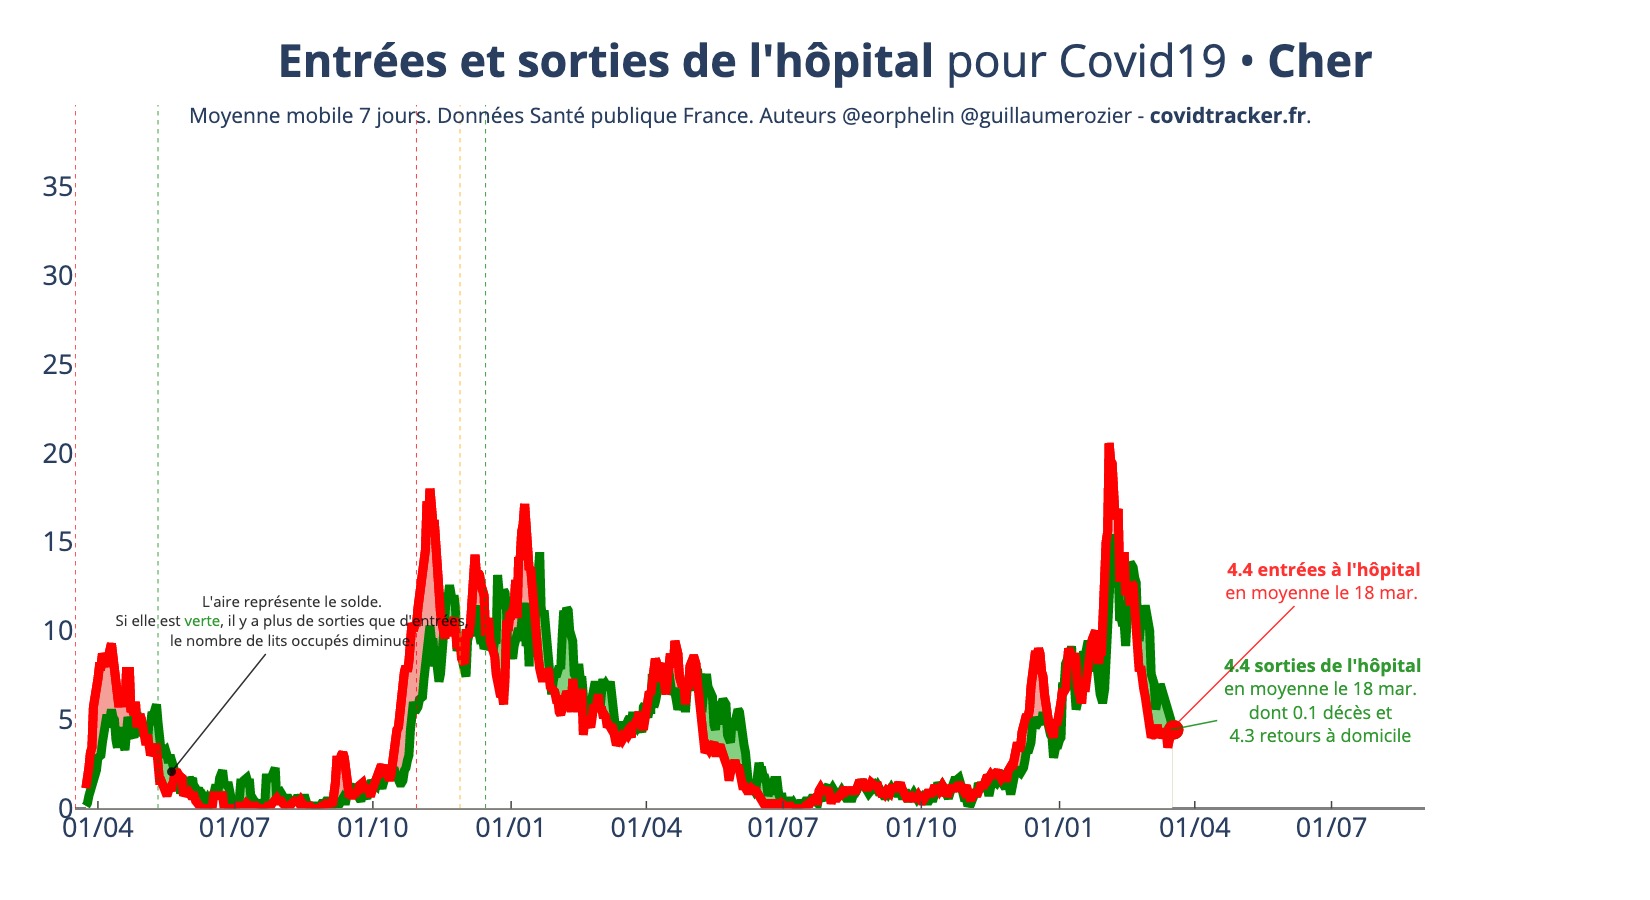 Entrées et sorties de l'hôpital pour Covid19 • Cher
Moyenne mobile 7 jours. Données Santé publique France. Auteurs @eorphelin @guillaumerozier - covidtracker.fr.
35
30
25
20
15
10
5
0
L'aire représente le solde.
Si elle est verte, il y a plus de sorties que d'entrées,
le nombre de lits occupés diminue.
4.4 entrées à l'hôpital
en moyenne le 18 mar.
4.4 sorties de l'hôpital
en moyenne le 18 mar.
dont 0.1 décès et
4.3 retours à domicile
01/04 01/07 01/10 01/01 01/04 01/07 01/10 01/01 01/04 01/07